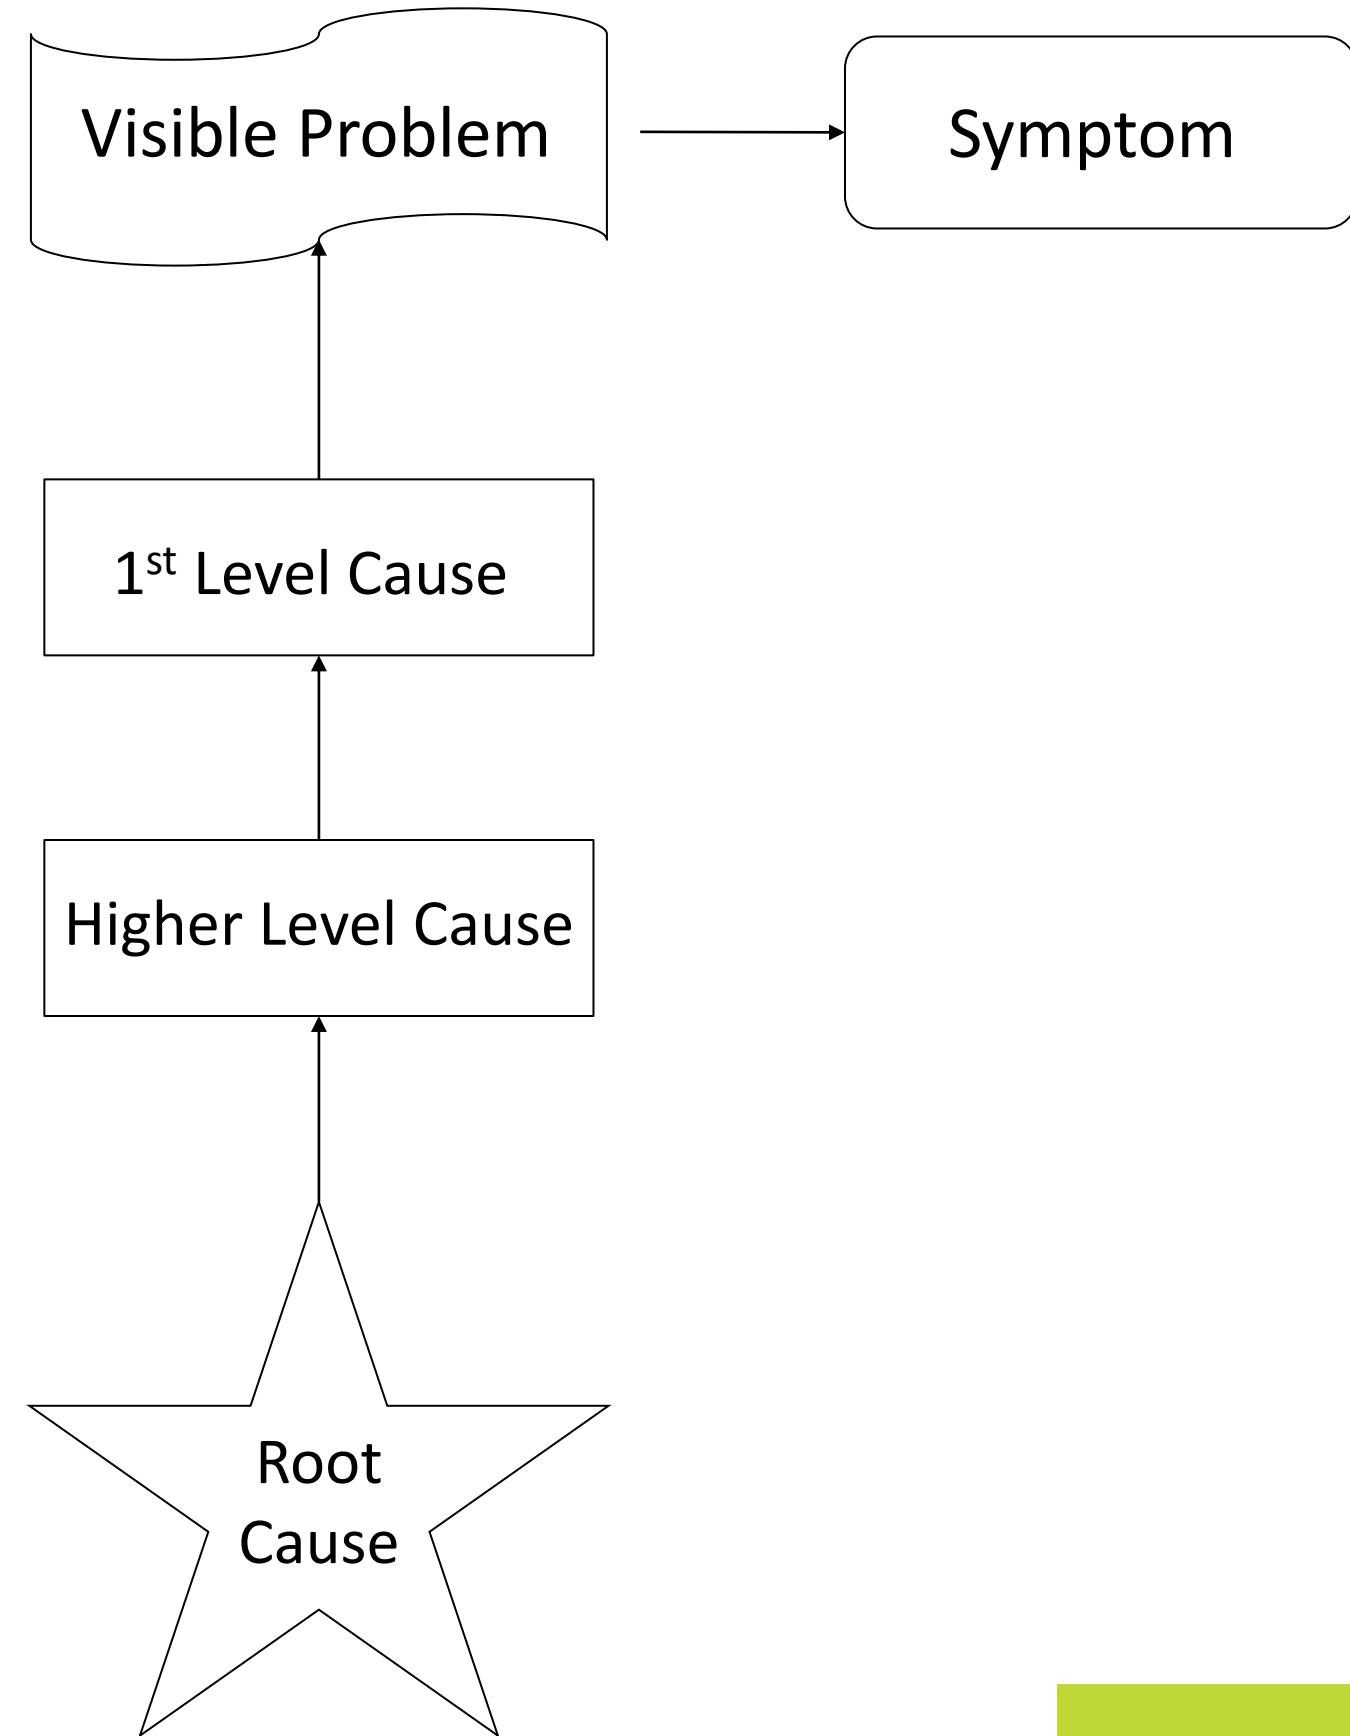 Visible Problem
Symptom
1st Level Cause
Higher Level Cause
Root
Cause